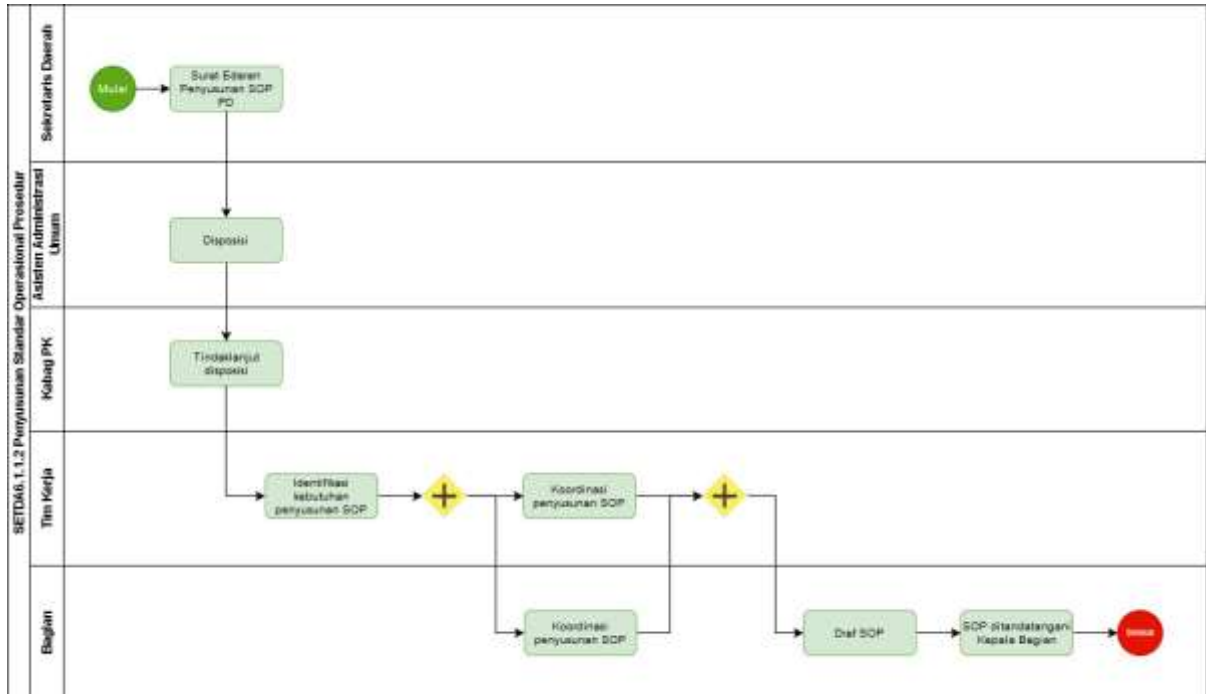 SETDA6.1.1.2 Penyusunan Standar Operasional Prosedur
Sekretaris Daerah
Mulai
Surat Edaran
Penyusunan SOP
PD
Asisten Administrasi
Umum
Disposisi
Kabag PK
Tindaklanjut
disposisi
Tim Kerja
Identifikasi
kebutuhan
penyusunan SOP
Koordinasi
penyusunan SOP
Bagian
Koordinasi
penyusunan SOP
Draf SOP
SOP ditandatangani
Kepala Bagian